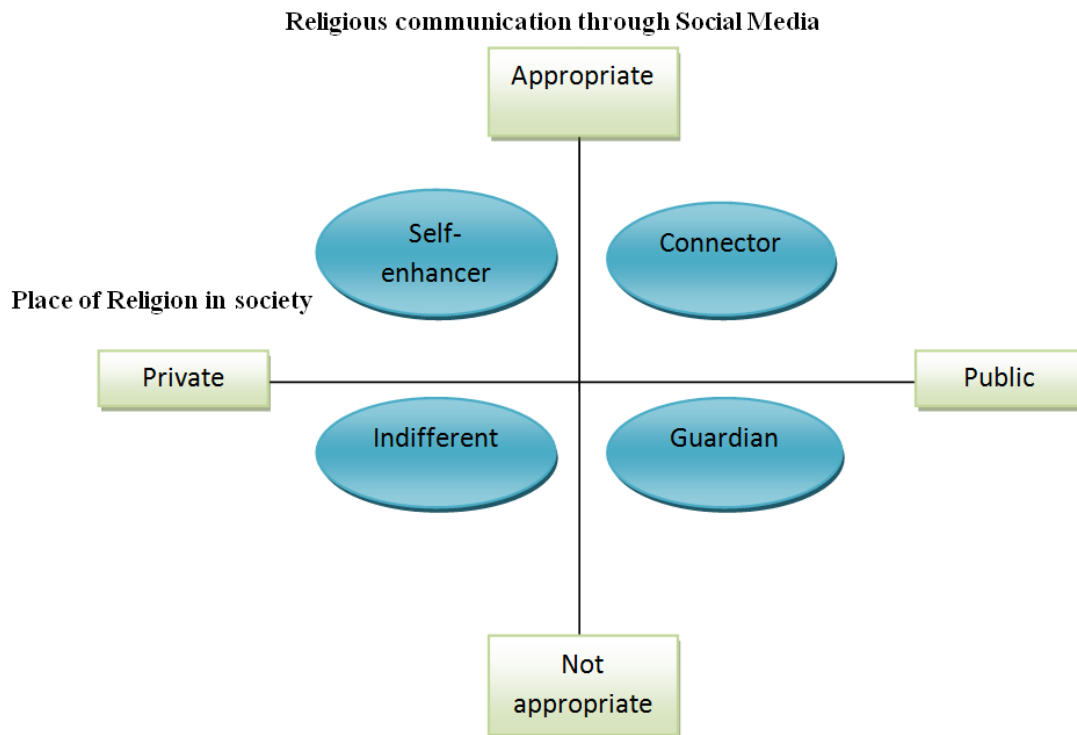 Religious communication through Social Media
Appropriate
Self-
enhancer
Connector
Place of Religion in society
Private
Public
Indifferent
Guardian
Not
appropriate